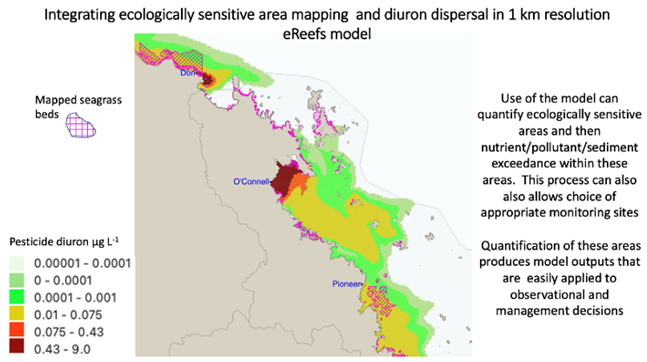 Integrating ecologically sensitive area mapping and diuron dispersal in 1 km resolution
eReefs model
Mapped seagrass
beds
Don
O'Connell
Pioneer
Pesticide diuron µg L-1
0.00001 - 0.0001
0 - 0.0001
0.0001 - 0.001
0.01 - 0.075
0.075 - 0.43
0.43 - 9.0
Use of the model can
quantify ecologically sensitive
areas and then
nutrient/pollutant/sediment
exceedance within these
areas. This process can also
also allows choice of
appropriate monitoring sites
Quantification of these areas
produces model outputs that
are easily applied to
observational and
management decisions